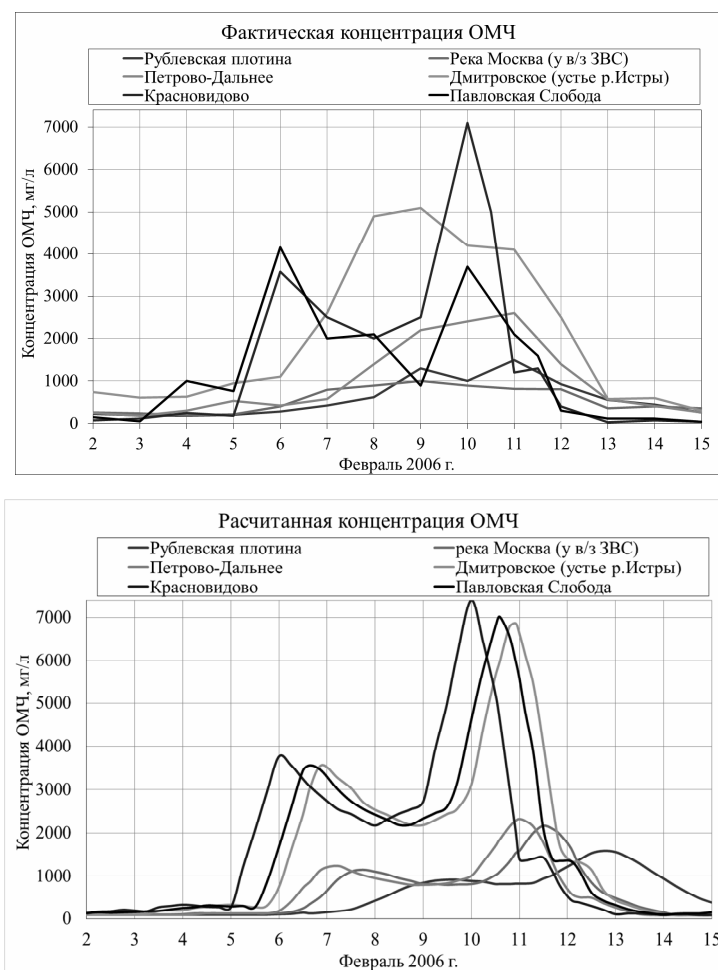 Фактическая концентрация ОМЧ
Рублевская плотина Река Москва (у в/з ЗВС)
Петрово-Дальнее Дмитровское (устье р.Истры)
Красновидово Павловская Слобода
Концентрация ОМЧ, мг/л
7000
6000
5000
4000
3000
2000
1000
0
2 3 4 5 6 7 8 9 10 11 12 13 14 15
Февраль 2006 г.
Расчитанная концентрация ОМЧ
Рублевская плотина река Москва (у в/з ЗВС)
Петрово-Дальнее Дмитровское (устье р.Истры)
Красновидово Павловская Слобода
Концентрация ОМЧ, мг/л
7000
6000
5000
4000
3000
2000
1000
0
2 3 4 5 6 7 8 9 10 11 12 13 14 15
Февраль 2006 г.